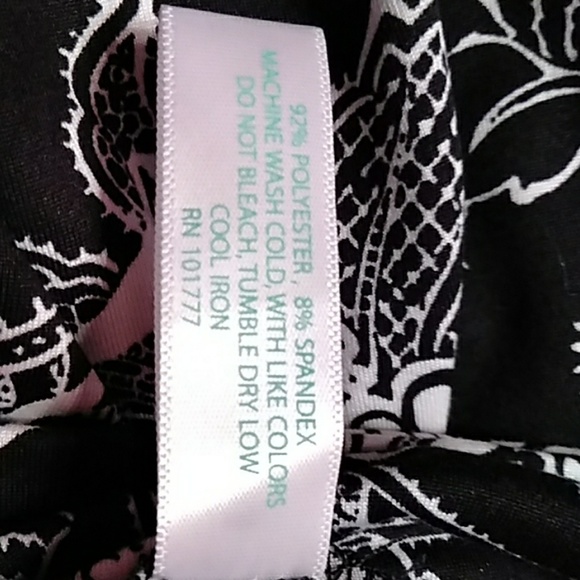 92% POLYESTER, 8% SPANDEX
MACHINE WASH COLD, WITH LIKE COLORS
DO NOT BLEACH, TUMBLE DRY LOW
COOL IRON
RN 101777